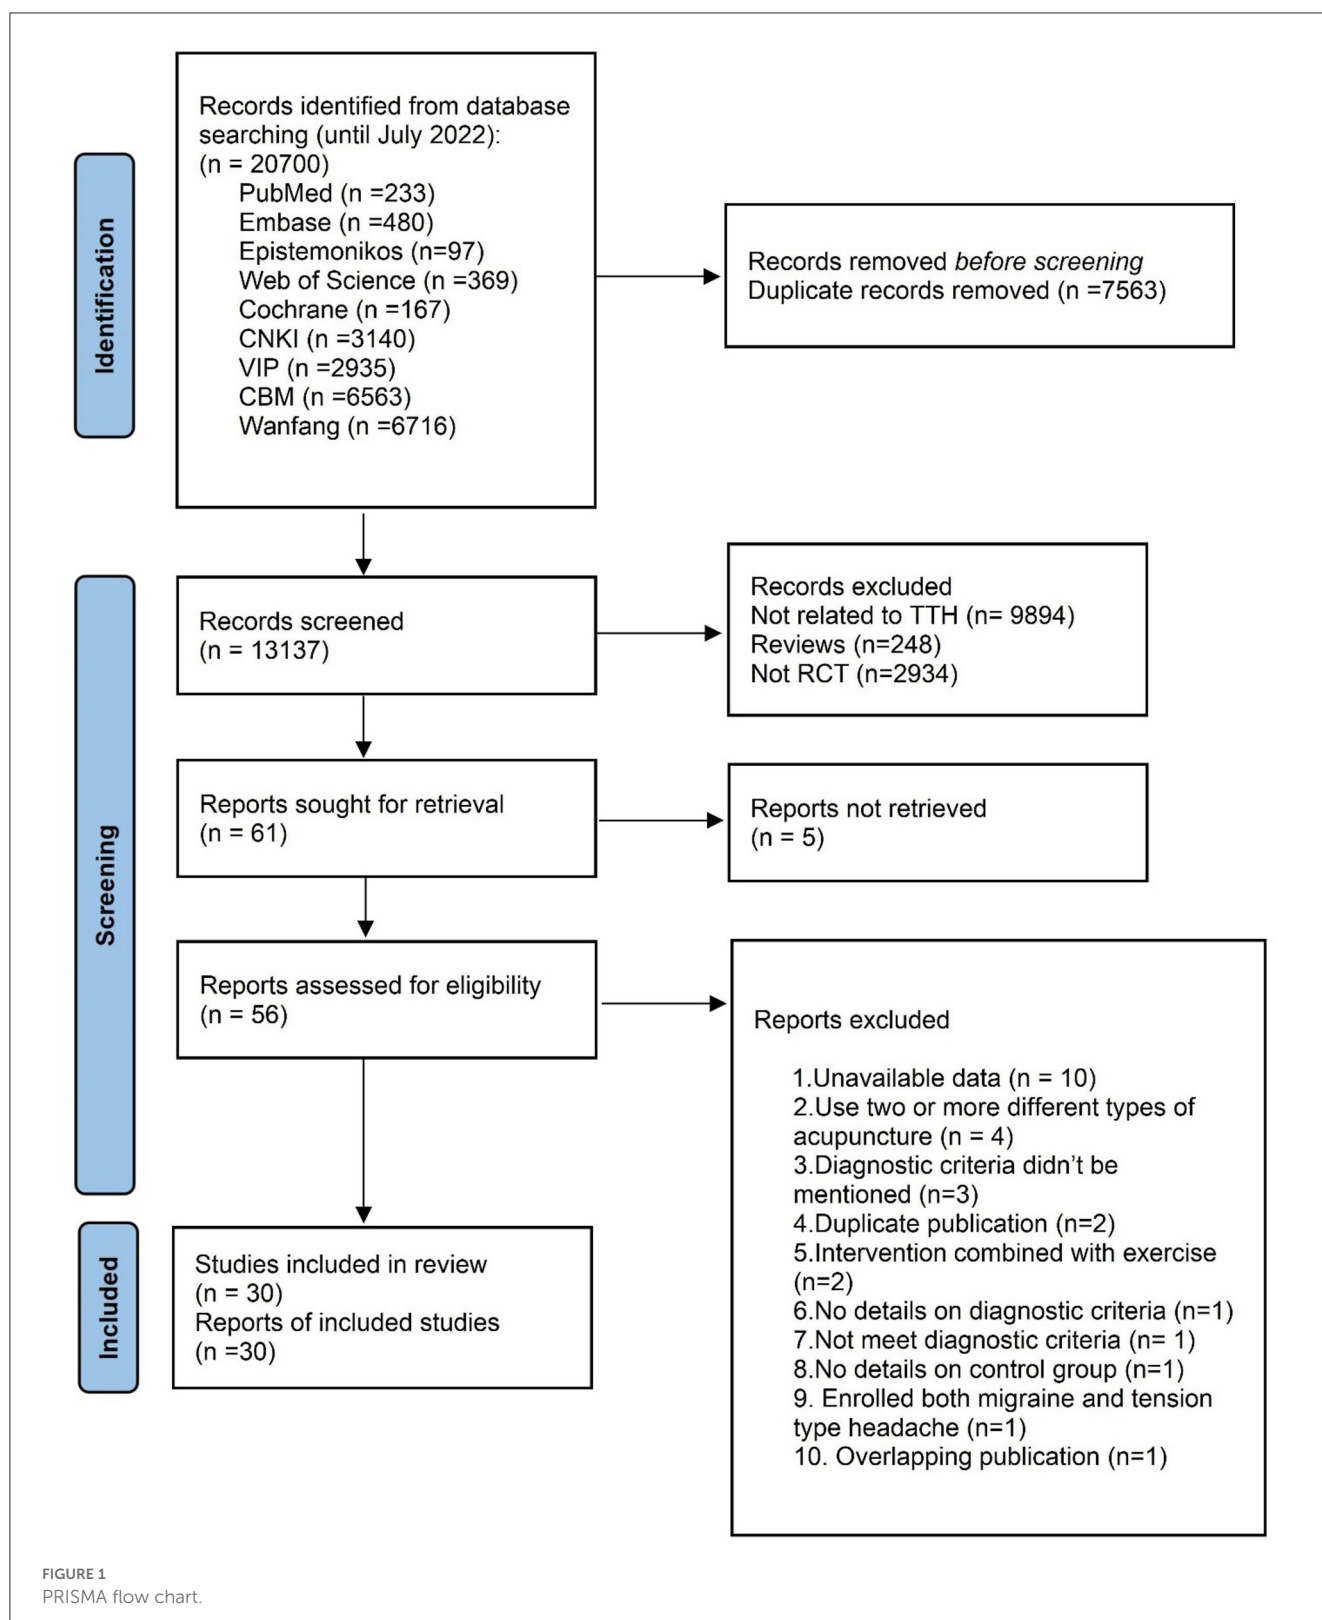 Identification
Records identified from database
searching (until July 2022):
(n = 20700)
PubMed (n =233)
Embase (n =480)
Epistemonikos (n=97)
Web of Science (n =369)
Cochrane (n =167)
CNKI (n =3140)
VIP (n =2935)
CBM (n =6563)
Wanfang (n =6716)
Records removed before screening
Duplicate records removed (n =7563)
Screening
Records screened
(n = 13137)
Records excluded
Not related to TTH (n= 9894)
Reviews (n=248)
Not RCT (n=2934)
Reports sought for retrieval
(n = 61)
Reports not retrieved
(n = 5)
Reports assessed for eligibility
(n = 56)
Reports excluded
1.Unavailable data (n = 10)
2.Use two or more different types of
acupuncture (n = 4)
3.Diagnostic criteria didn't be
mentioned (n=3)
4.Duplicate publication (n=2)
5.Intervention combined with exercise
(n=2)
6.No details on diagnostic criteria (n=1)
7.Not meet diagnostic criteria (n= 1)
8.No details on control group (n=1)
9. Enrolled both migraine and tension
type headache (n=1)
10. Overlapping publication (n=1)
Included
Studies included in review
(n = 30)
Reports of included studies
(n =30)
FIGURE 1
PRISMA flow chart.